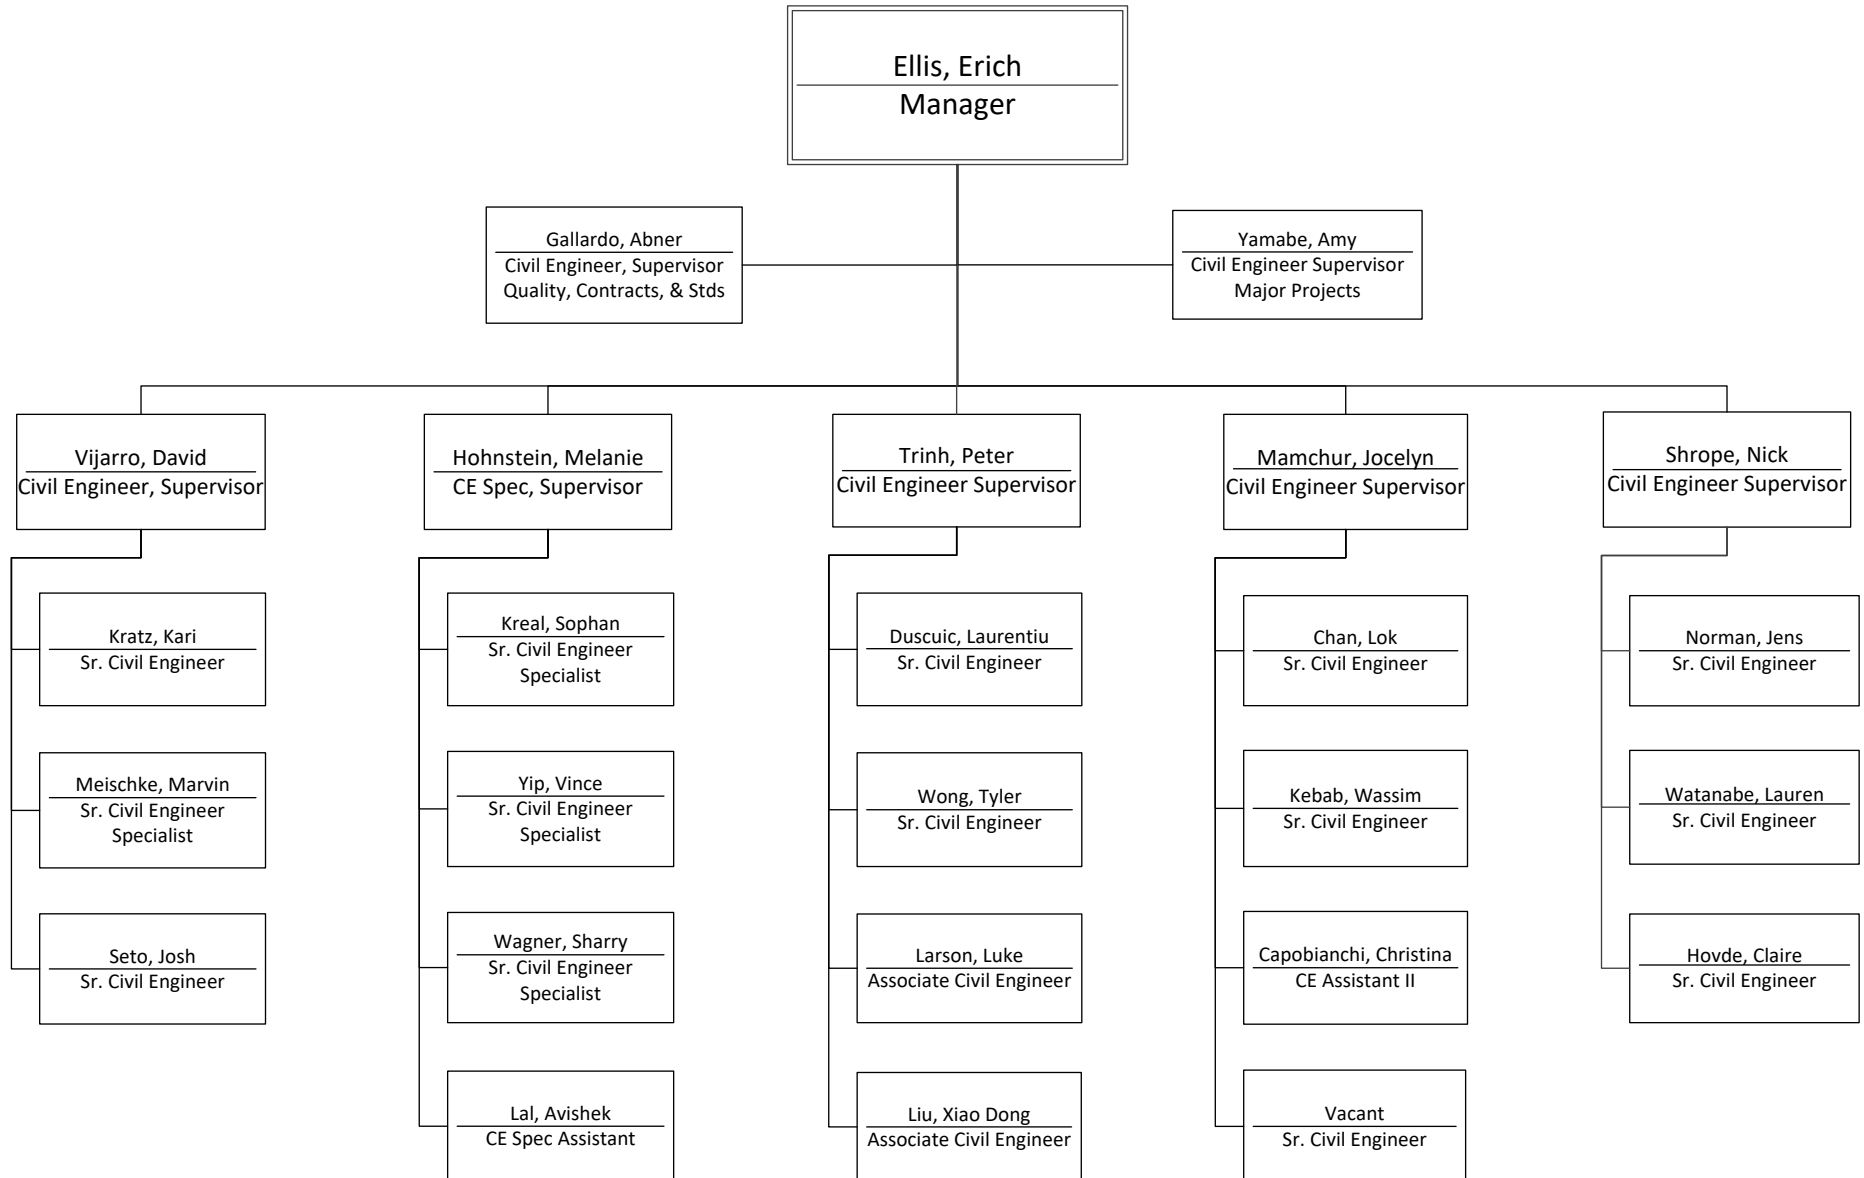 Ellis, Erich
Manager
Gallardo, Abner
Civil Engineer, Supervisor
Quality, Contracts, & Stds
Yamabe, Amy
Civil Engineer Supervisor
Major Projects
Vijarro, David
Civil Engineer, Supervisor
Hohnstein, Melanie
CE Spec, Supervisor
Trinh, Peter
Civil Engineer Supervisor
Mamchur, Jocelyn
Civil Engineer Supervisor
Shrope, Nick
Civil Engineer Supervisor
Kratz, Kari
Sr. Civil Engineer
Kreal, Sophan
Sr. Civil Engineer
Specialist
Duscuic, Laurentiu
Sr. Civil Engineer
Chan, Lok
Sr. Civil Engineer
Norman, Jens
Sr. Civil Engineer
Meischke, Marvin
Sr. Civil Engineer
Specialist
Yip, Vince
Sr. Civil Engineer
Specialist
Wong, Tyler
Sr. Civil Engineer
Kebab, Wassim
Sr. Civil Engineer
Watanabe, Lauren
Sr. Civil Engineer
Seto, Josh
Sr. Civil Engineer
Wagner, Sharry
Sr. Civil Engineer
Specialist
Larson, Luke
Associate Civil Engineer
Capobianchi, Christina
CE Assistant II
Hovde, Claire
Sr. Civil Engineer
Lal, Avishek
CE Spec Assistant
Liu, Xiao Dong
Associate Civil Engineer
Vacant
Sr. Civil Engineer